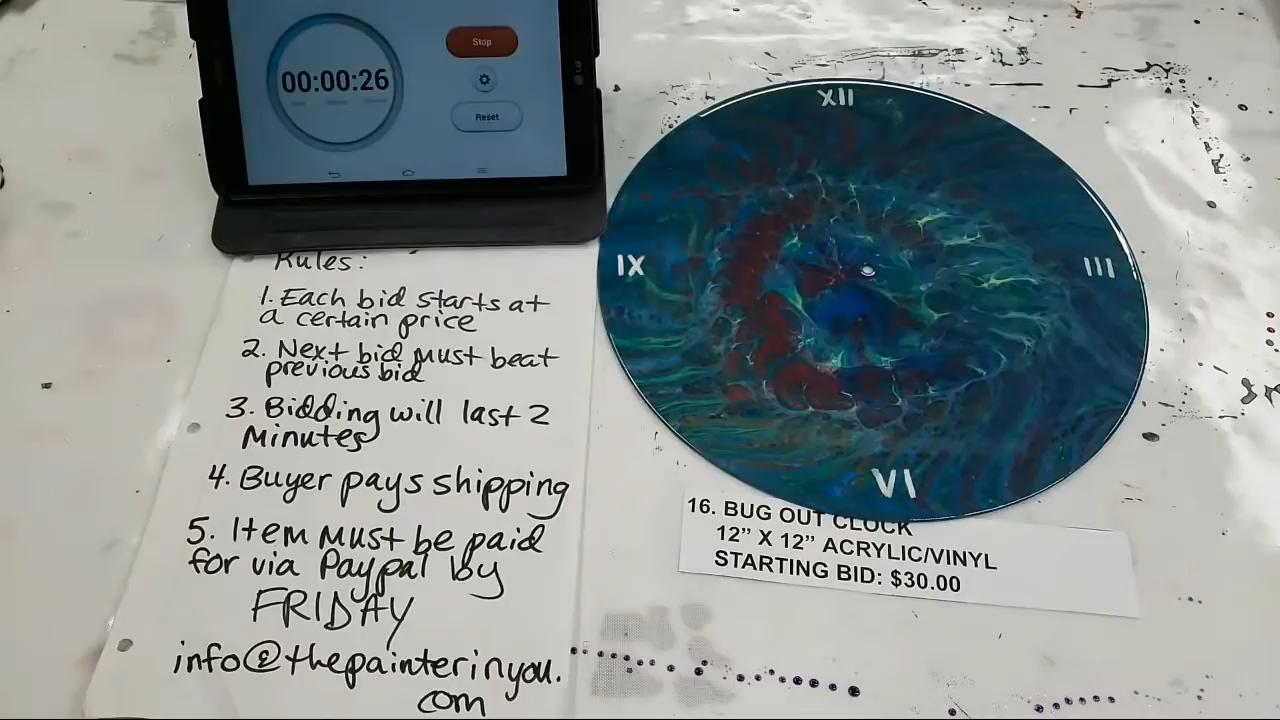 00:00:26
Stop
Reset
LG
Rules:
1. Each bid starts at
a certain price
2. Next bid must beat
previous bid
3. Bidding will last 2
Minutes
4. Buyer pays shipping
5. Item must be paid
for via Paypal by
FRIDAY
info@thepainterinyou.
com
XII
IX
III
VI
16. BUG OUT CLOCK
12" X 12" ACRYLIC/VINYL
STARTING BID: $30.00